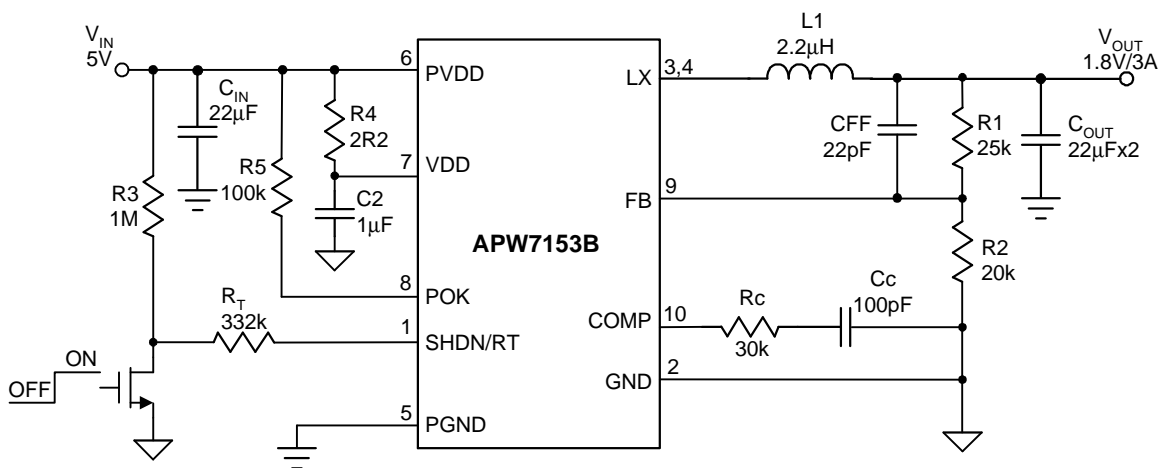 V_IN
5V
C_IN
22μF
R3
1M
R5
100k
R4
2R2
C2
1μF
R_T
332k
OFF
ON
6
PVDD
7
VDD
8
POK
1
SHDN/RT
5
PGND
APW7153B
LX
3,4
FB
9
COMP
10
GND
2
L1
2.2μH
V_OUT
1.8V/3A
CFF
22pF
R1
25k
C_OUT
22μFx2
R2
20k
Rc
30k
Cc
100pF